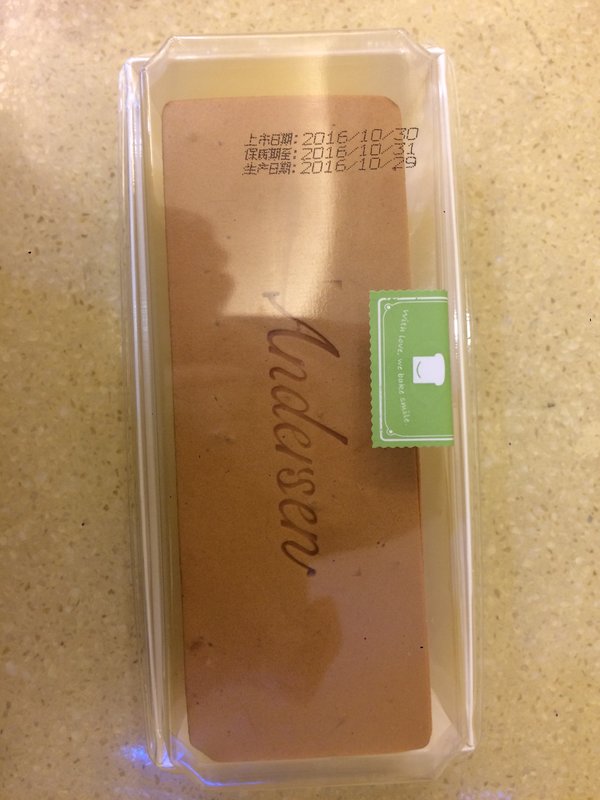 上市日期:2016/10/30
保质期至:2016/10/31
生产日期:2016/10/29
Andersen
With love, we bake smile.